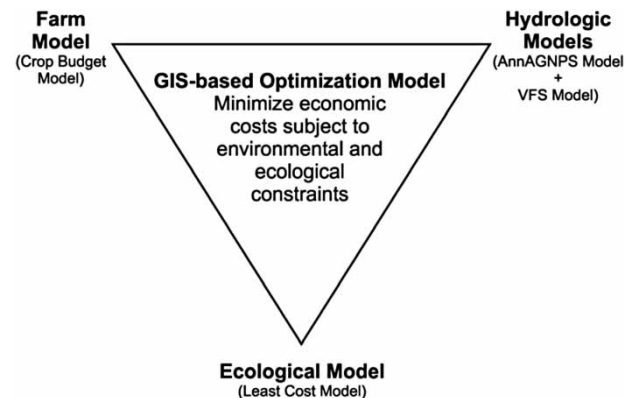 Farm
Model
(Crop Budget
Model)
Hydrologic
Models
(AnnAGNPS Model
+
VFS Model)
GIS-based Optimization Model
Minimize economic
costs subject to
environmental and
ecological
constraints
Ecological Model
(Least Cost Model)